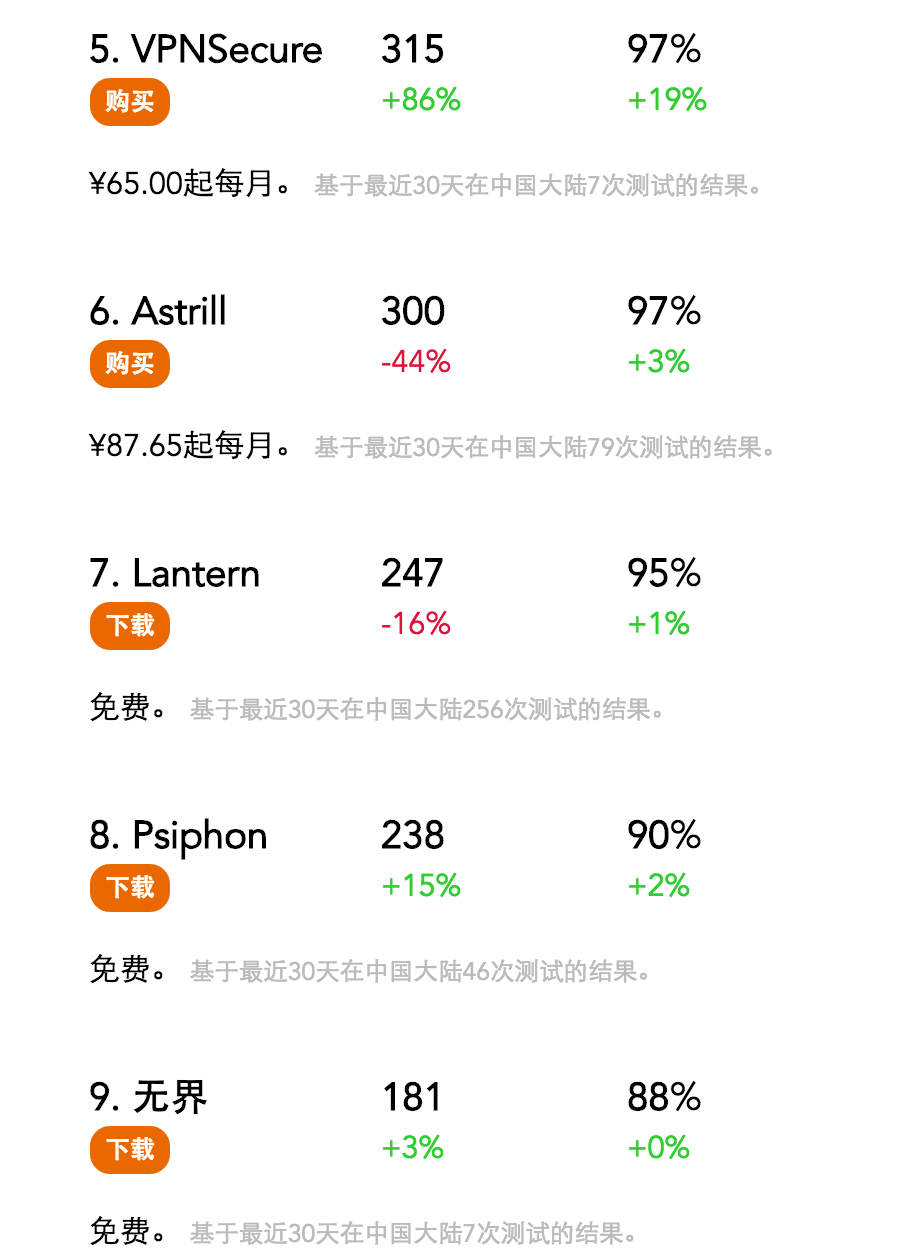 5. VPNSecure 315 97%
购买 +86% +19%
¥65.00起每月。 基于最近30天在中国大陆7次测试的结果。
6. Astrill 300 97%
购买 -44% +3%
¥87.65起每月。 基于最近30天在中国大陆79次测试的结果。
7. Lantern 247 95%
下载 -16% +1%
免费。 基于最近30天在中国大陆256次测试的结果。
8. Psiphon 238 90%
下载 +15% +2%
免费。 基于最近30天在中国大陆46次测试的结果。
9. 无界 181 88%
下载 +3% +0%
免费。 基于最近30天在中国大陆7次测试的结果。